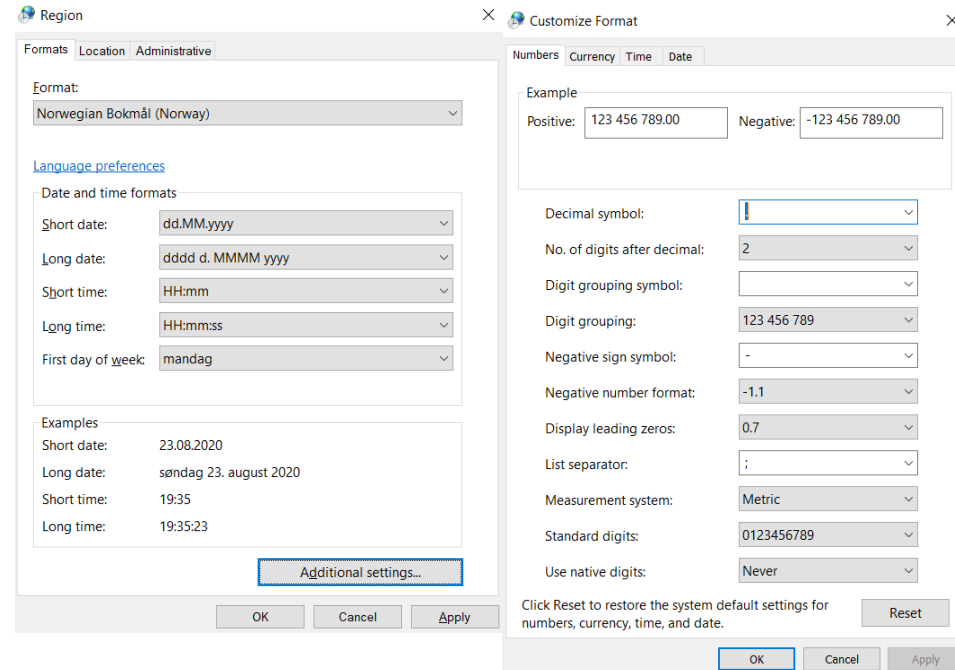 Region
Formats Location Administrative
Format:
Norwegian Bokmål (Norway)
Language preferences
Date and time formats
Short date: dd.MM.yyyy
Long date: dddd d. MMMM yyyy
Short time: HH:mm
Long time: HH:mm:ss
First day of week: mandag
Examples
Short date: 23.08.2020
Long date: søndag 23. august 2020
Short time: 19:35
Long time: 19:35:23
Additional settings...
OK Cancel Apply
Customize Format
Numbers Currency Time Date
Example
Positive: 123 456 789.00 Negative: -123 456 789.00
Decimal symbol: .
No. of digits after decimal: 2
Digit grouping symbol:
Digit grouping: 123 456 789
Negative sign symbol: -
Negative number format: -1.1
Display leading zeros: 0.7
List separator: ;
Measurement system: Metric
Standard digits: 0123456789
Use native digits: Never
Click Reset to restore the system default settings for
numbers, currency, time, and date.
Reset
OK Cancel Apply